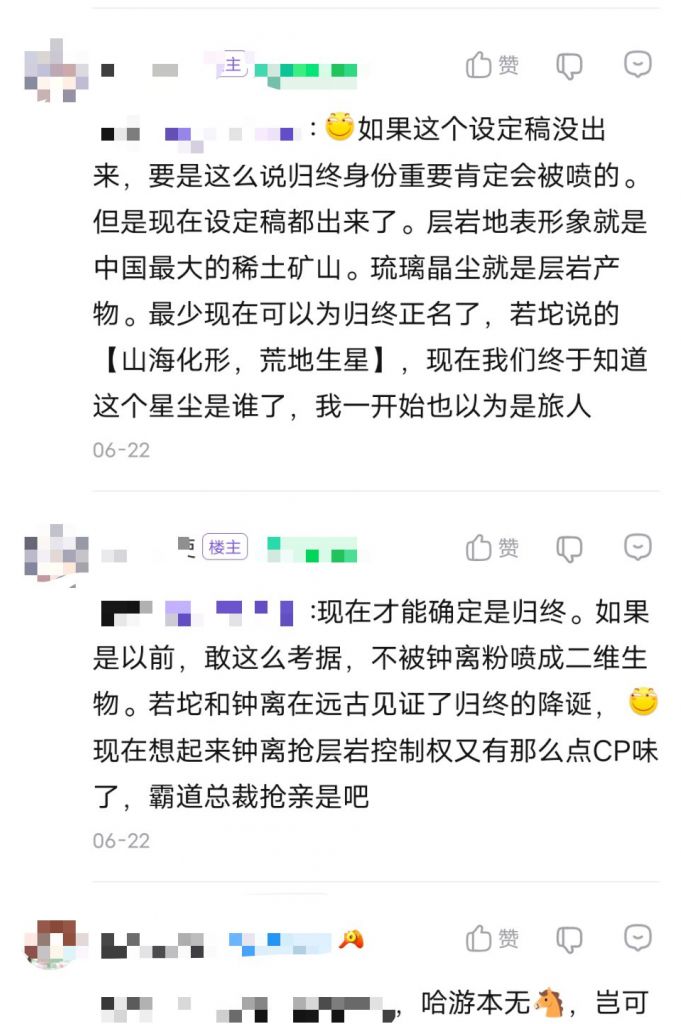 主
赞
:如果这个设定稿没出
来，要是这么说归终身份重要肯定会被喷的。
但是现在设定稿都出来了。层岩地表形象就是
中国最大的稀土矿山。琉璃晶尘就是层岩产
物。最少现在可以为归终正名了，若坨说的
【山海化形，荒地生星】，现在我们终于知道
这个星尘是谁了，我一开始也以为是旅人
06-22
楼主
赞
:现在才能确定是归终。如果
是以前，敢这么考据，不被钟离粉喷成二维生
物。若坨和钟离在远古见证了归终的降诞，
现在想起来钟离抢层岩控制权又有那么点CP味
了，霸道总裁抢亲是吧
06-22
赞
，哈游本无🐴，岂可